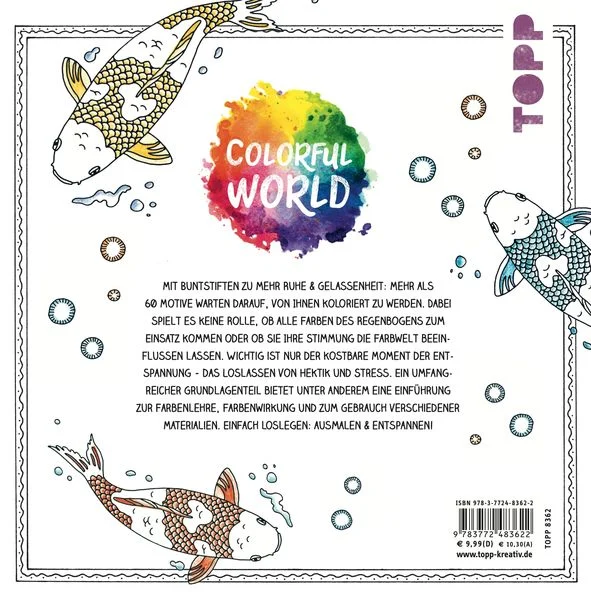 TOPP
COLORFUL
WORLD
MIT BUNTSTIFTEN ZU MEHR RUHE & GELASSENHEIT: MEHR ALS
60 MOTIVE WARTEN DARAUF, VON IHNEN KOLORIERT ZU WERDEN. DABEI
SPIELT ES KEINE ROLLE, OB ALLE FARBEN DES REGENBOGENS ZUM
EINSATZ KOMMEN ODER OB SIE IHRE STIMMUNG DIE FARBWELT BEEIN-
FLUSSEN LASSEN. WICHTIG IST NUR DER KOSTBARE MOMENT DER ENT-
SPANNUNG - DAS LOSLASSEN VON HEKTIK UND STRESS. EIN UMFANG-
REICHER GRUNDLAGENTEIL BIETET UNTER ANDEREM EINE EINFÜHRUNG
ZUR FARBENLEHRE, FARBENWIRKUNG UND ZUM GEBRAUCH VERSCHIEDENER
MATERIALIEN. EINFACH LOSLEGEN: AUSMALEN & ENTSPANNEN!
ISBN 978-3-7724-8362-2
9 783772 483622
€ 9,99(D) € 10,30(A)
www.topp-kreativ.de
TOPP 8362